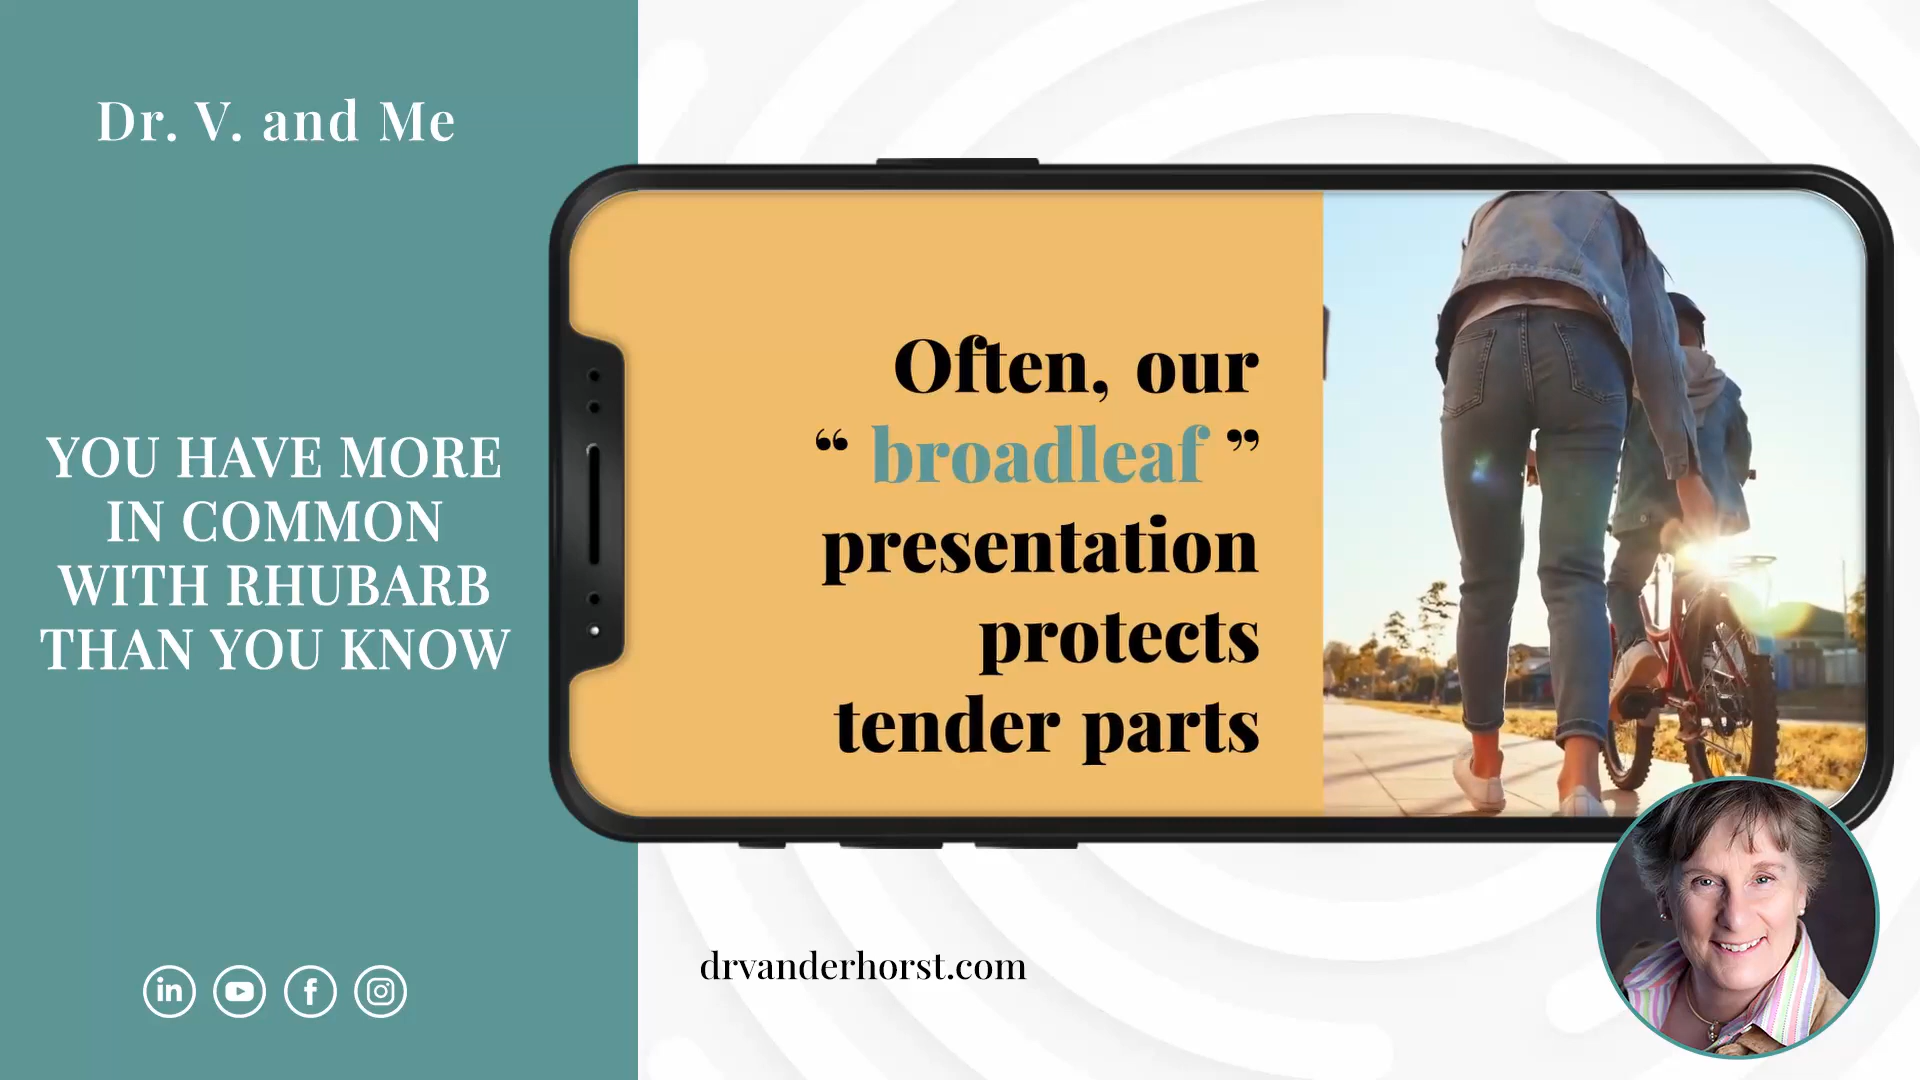 Dr. V. and Me
YOU HAVE MORE
IN COMMON
WITH RHUBARB
THAN YOU KNOW
Often, our
“ broadleaf ”
presentation
protects
tender parts
in
f
drvanderhorst.com